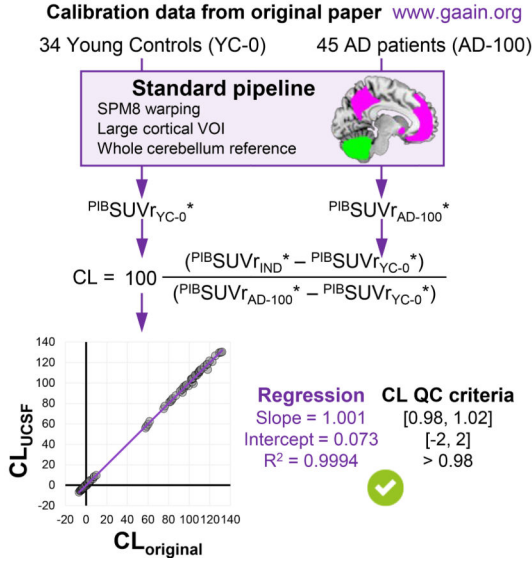 Calibration data from original paper www.gaain.org
34 Young Controls (YC-0) 45 AD patients (AD-100)
Standard pipeline
SPM8 warping
Large cortical VOI
Whole cerebellum reference
PIBSUVrYC-0* PIBSUVrAD-100*
CL = 100 (PIBSUVrIND* – PIBSUVrYC-0*)
(PIBSUVrAD-100* – PIBSUVrYC-0*)
140
120
100
80
60
40
20
0
-20
-20 0 20 40 60 80 100 120 140
CLUCSF
CLoriginal
Regression CL QC criteria
Slope = 1.001 [0.98, 1.02]
Intercept = 0.073 [-2, 2]
R2 = 0.9994 > 0.98